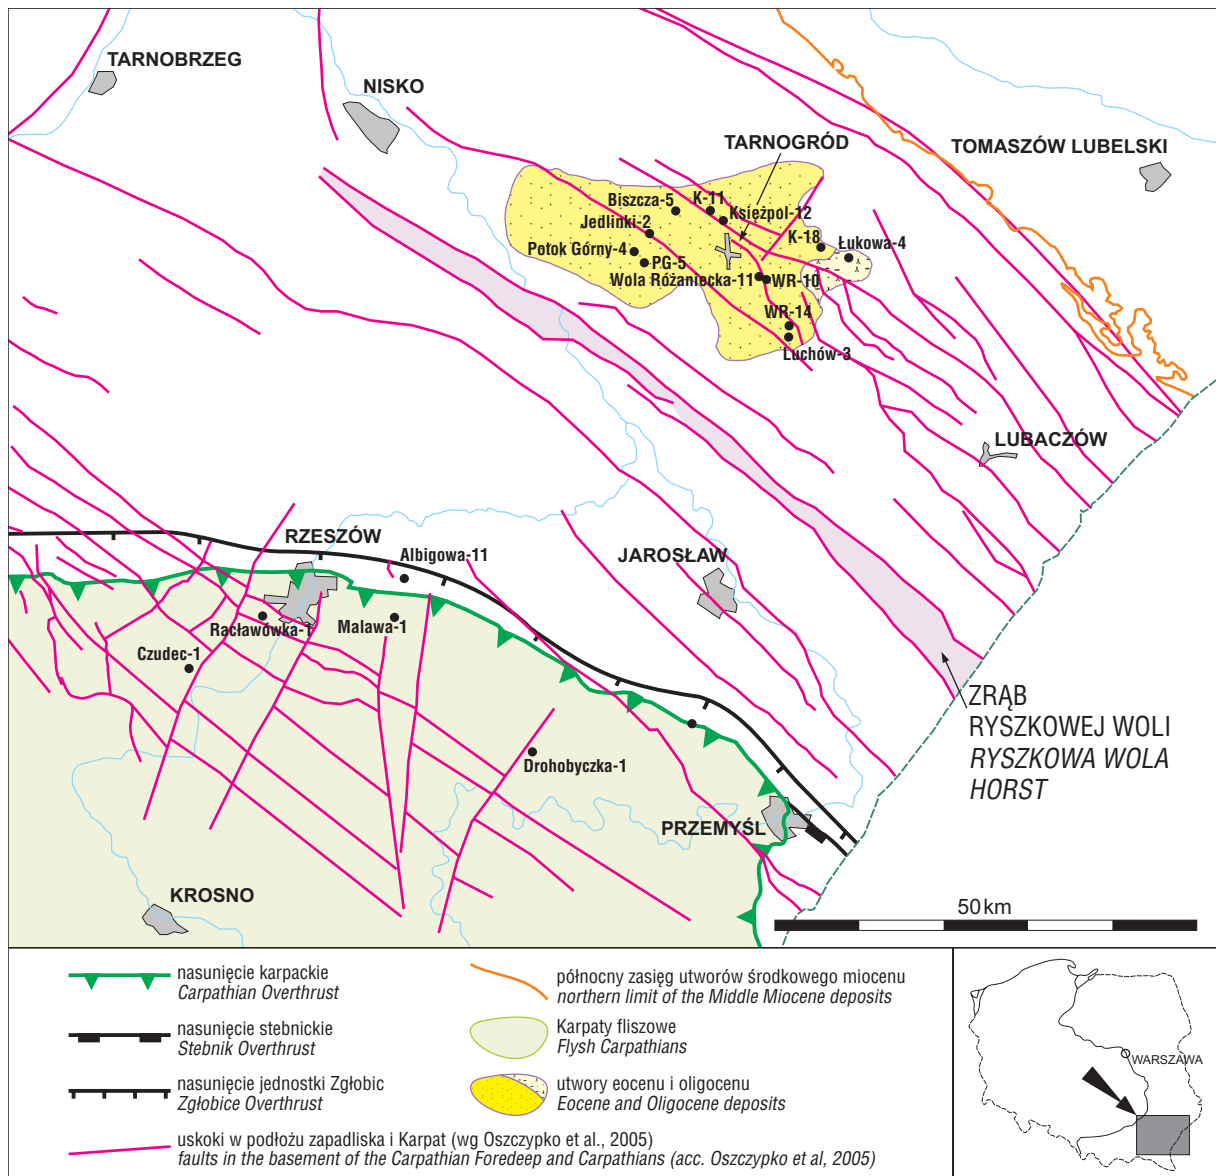 TARNOBRZEG
NISKO
TARNOGRÓD
TOMASZÓW LUBELSKI
Biszcza-5
K-11
Księżpol-12
Jedlinki-2
K-18
Łukowa-4
Potok Górny-4
PG-5
Wola Różaniecka-11
WR-10
WR-14
Luchów-3
LUBACZÓW
RZESZÓW
Albigowa-11
JAROSŁAW
Racławówka-1
Malawa-1
Czudec-1
ZRĄB
RYSZKOWEJ WOLI
RYSZKOWA WOLA
HORST
Drohobyczka-1
PRZEMYŚL
KROSNO
50 km
nasunięcie karpackie
Carpathian Overthrust
nasunięcie stebnickie
Stebnik Overthrust
nasunięcie jednostki Zgłobic
Zgłobice Overthrust
północny zasięg utworów środkowego miocenu
northern limit of the Middle Miocene deposits
Karpaty fliszowe
Flysh Carpathians
utwory eocenu i oligocenu
Eocene and Oligocene deposits
uskoki w podłożu zapadliska i Karpat (wg Oszczypko et al., 2005)
faults in the basement of the Carpathian Foredeep and Carpathians (acc. Oszczypko et al, 2005)
WARSZAWA